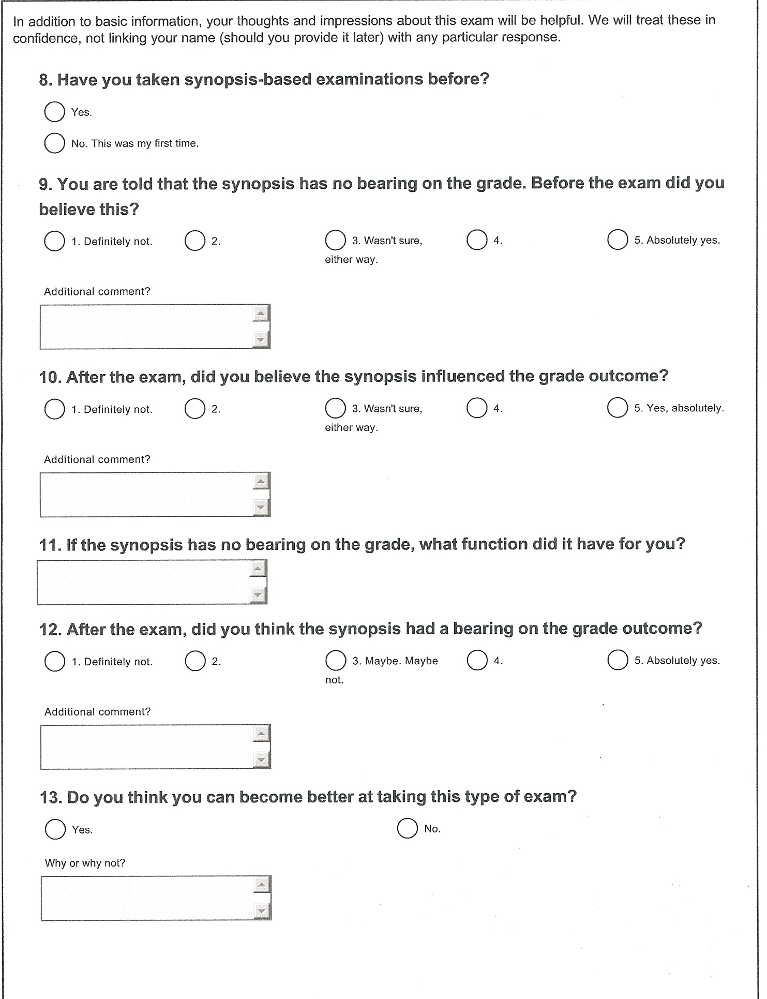 In addition to basic information, your thoughts and impressions about this exam will be helpful. We will treat these in
confidence, not linking your name (should you provide it later) with any particular response.
8. Have you taken synopsis-based examinations before?
Yes.
No. This was my first time.
9. You are told that the synopsis has no bearing on the grade. Before the exam did you
believe this?
1. Definitely not. 2. 3. Wasn't sure, 4. 5. Absolutely yes.
either way.
Additional comment?
10. After the exam, did you believe the synopsis influenced the grade outcome?
1. Definitely not. 2. 3. Wasn't sure, 4. 5. Yes, absolutely.
either way.
Additional comment?
11. If the synopsis has no bearing on the grade, what function did it have for you?
12. After the exam, did you think the synopsis had a bearing on the grade outcome?
1. Definitely not. 2. 3. Maybe. Maybe 4. 5. Absolutely yes.
not.
Additional comment?
13. Do you think you can become better at taking this type of exam?
Yes. No.
Why or why not?